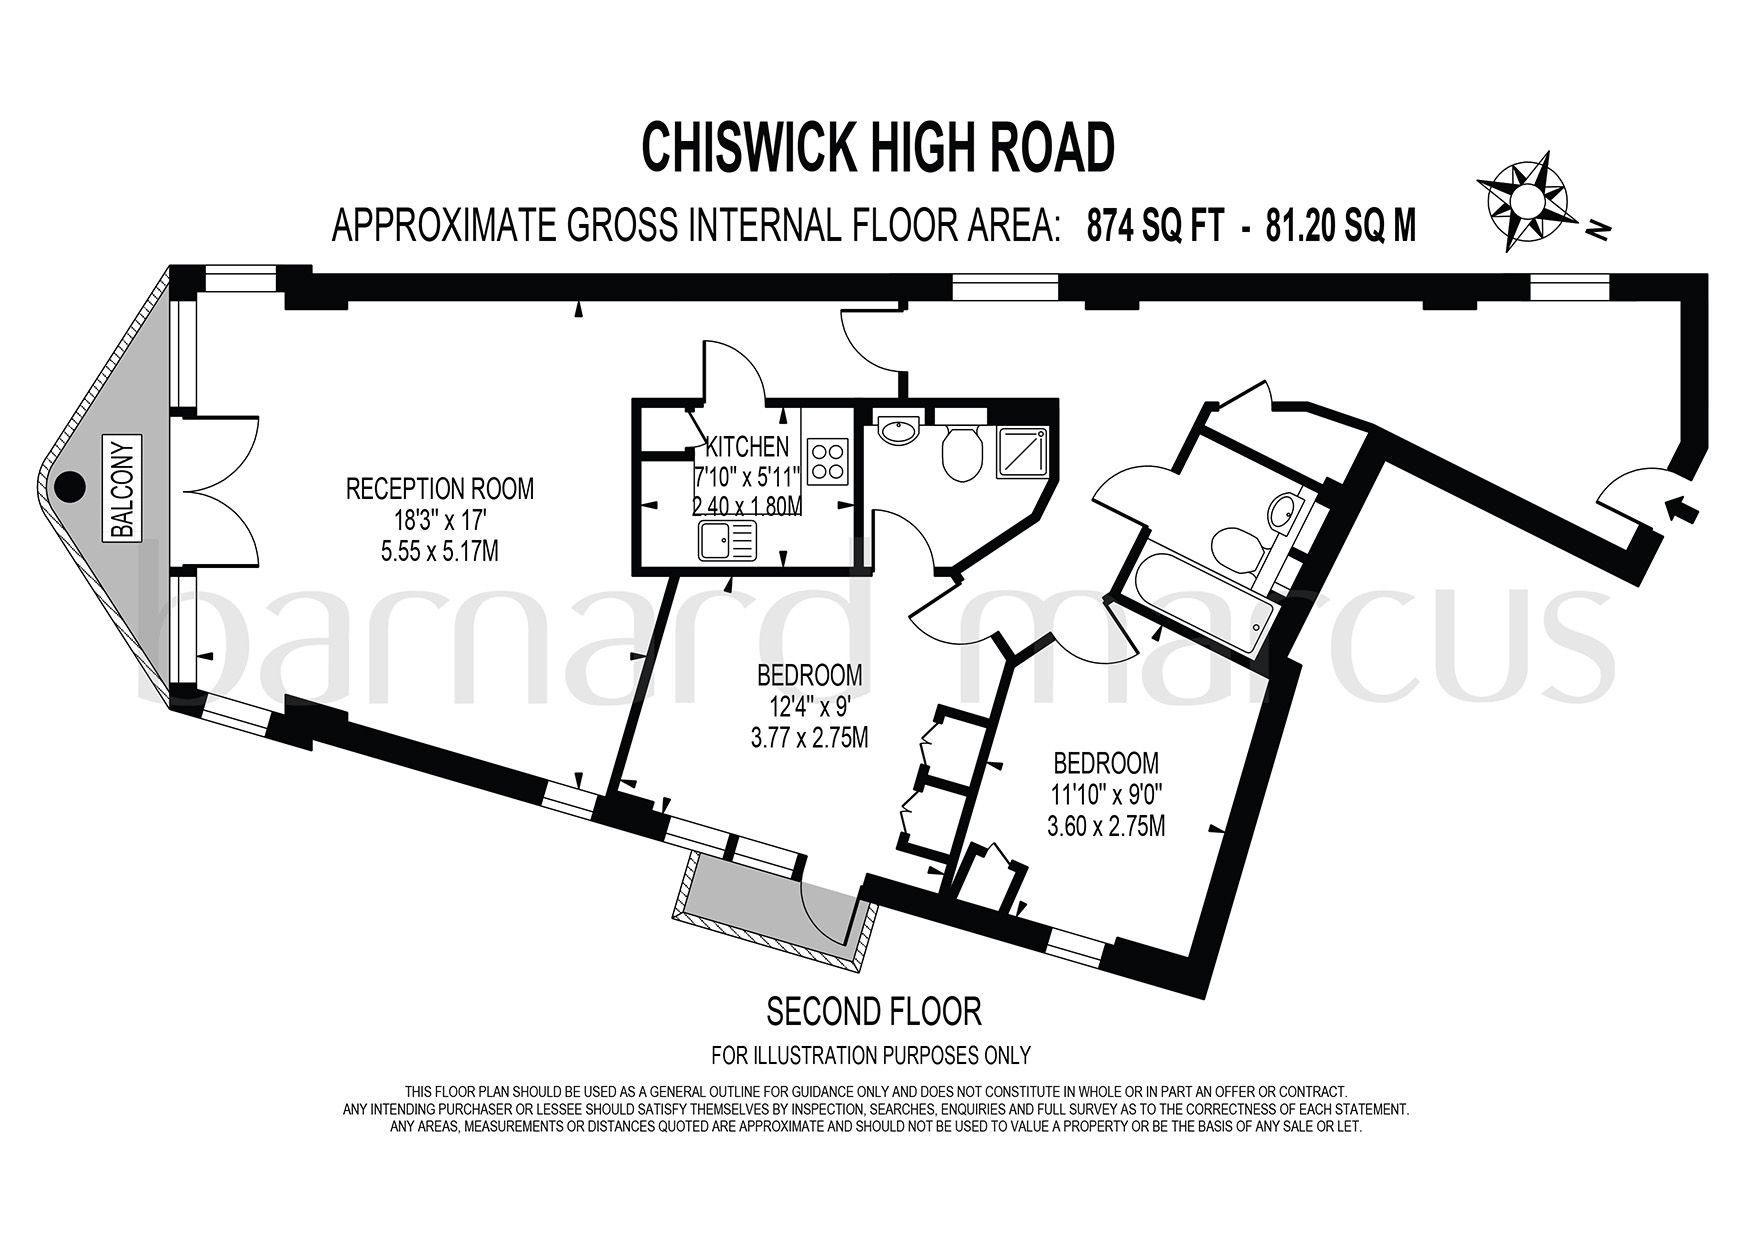 CHISWICK HIGH ROAD
APPROXIMATE GROSS INTERNAL FLOOR AREA: 874 SQ FT - 81.20 SQ M
N
BALCONY
RECEPTION ROOM
18'3" x 17'
5.55 x 5.17M
KITCHEN
7'10" x 5'11"
2.40 x 1.80M
barnard marcus
BEDROOM
12'4" x 9'
3.77 x 2.75M
BEDROOM
11'10" x 9'0"
3.60 x 2.75M
SECOND FLOOR
FOR ILLUSTRATION PURPOSES ONLY
THIS FLOOR PLAN SHOULD BE USED AS A GENERAL OUTLINE FOR GUIDANCE ONLY AND DOES NOT CONSTITUTE IN WHOLE OR IN PART AN OFFER OR CONTRACT.
ANY INTENDING PURCHASER OR LESSEE SHOULD SATISFY THEMSELVES BY INSPECTION, SEARCHES, ENQUIRIES AND FULL SURVEY AS TO THE CORRECTNESS OF EACH STATEMENT.
ANY AREAS, MEASUREMENTS OR DISTANCES QUOTED ARE APPROXIMATE AND SHOULD NOT BE USED TO VALUE A PROPERTY OR BE THE BASIS OF ANY SALE OR LET.